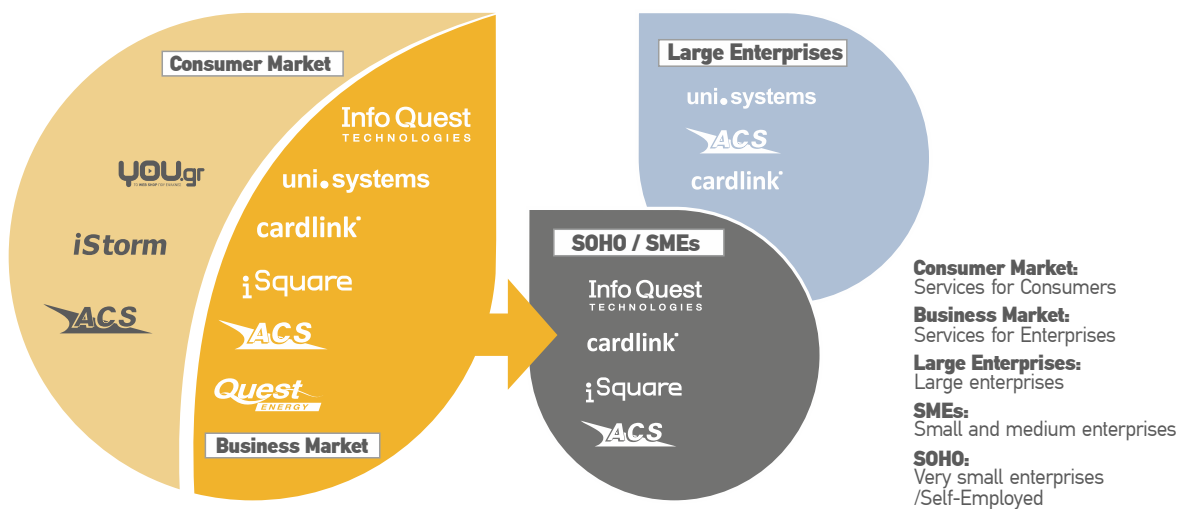 Consumer Market
YOU.gr
iStorm
ACS
Info Quest
TECHNOLOGIES
uni.systems
cardlink
iSquare
ACS
Quest
ENERGY
Business Market
Large Enterprises
uni.systems
ACS
cardlink
SOHO / SMEs
Info Quest
TECHNOLOGIES
cardlink
iSquare
ACS
Consumer Market:
Services for Consumers
Business Market:
Services for Enterprises
Large Enterprises:
Large enterprises
SMEs:
Small and medium enterprises
SOHO:
Very small enterprises
/Self-Employed